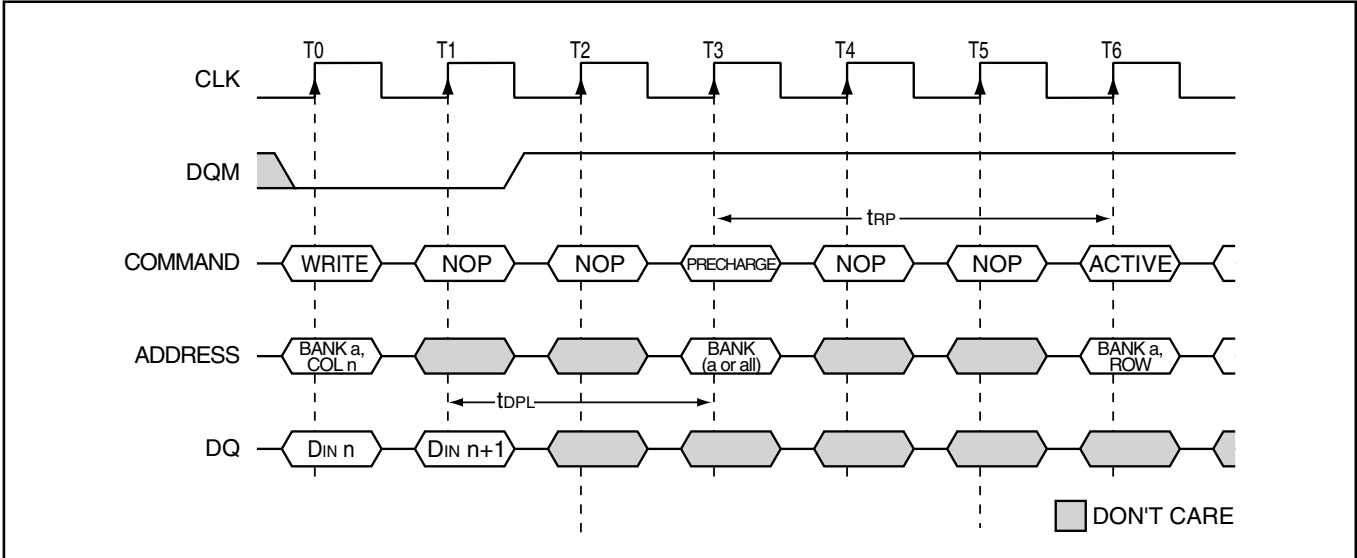 T0 T1 T2 T3 T4 T5 T6
CLK
DQM
tRP
COMMAND WRITE NOP NOP PRECHARGE NOP NOP ACTIVE
ADDRESS BANK a, COL n BANK (a or all) BANK a, ROW
tDPL
DQ DIN n DIN n+1
DON'T CARE